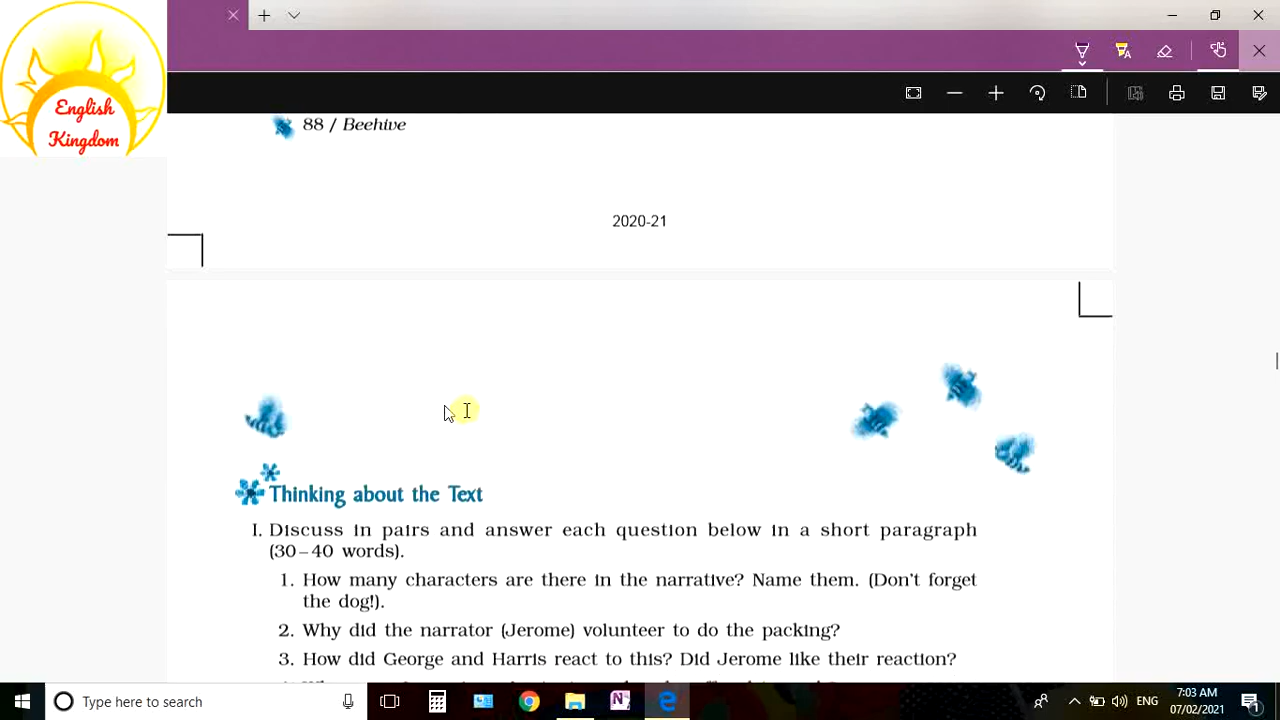 English
Kingdom
88 / Beehive
2020-21
Thinking about the Text
I. Discuss in pairs and answer each question below in a short paragraph
(30–40 words).
1. How many characters are there in the narrative? Name them. (Don't forget
the dog!).
2. Why did the narrator (Jerome) volunteer to do the packing?
3. How did George and Harris react to this? Did Jerome like their reaction?
Type here to search
ENG
7:03 AM
07/02/2021